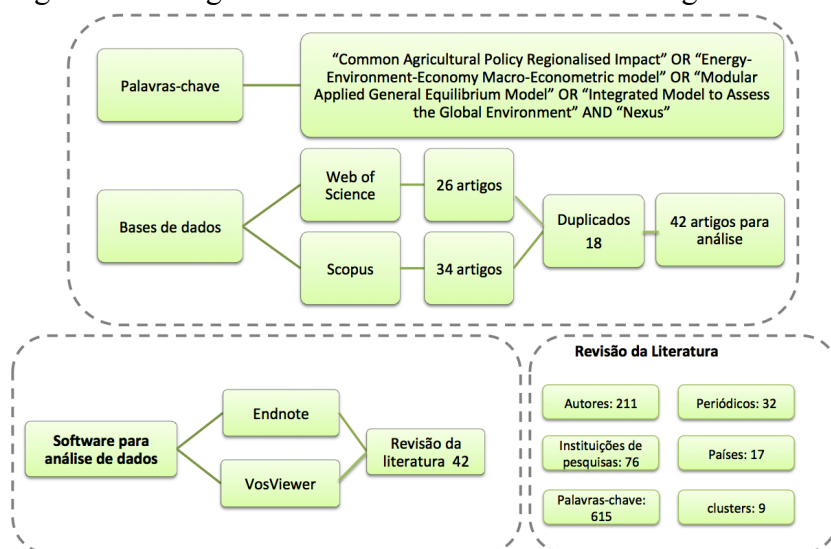 Palavras-chave
“Common Agricultural Policy Regionalised Impact” OR “Energy-
Environment-Economy Macro-Econometric model” OR “Modular
Applied General Equilibrium Model” OR “Integrated Model to Assess
the Global Environment” AND “Nexus”
Bases de dados
Web of
Science
26 artigos
Scopus
34 artigos
Duplicados
18
42 artigos para
análise
Software para
análise de dados
Endnote
VosViewer
Revisão da
literatura 42
Revisão da Literatura
Autores: 211
Periódicos: 32
Instituições de
pesquisas: 76
Países: 17
Palavras-chave:
615
clusters: 9